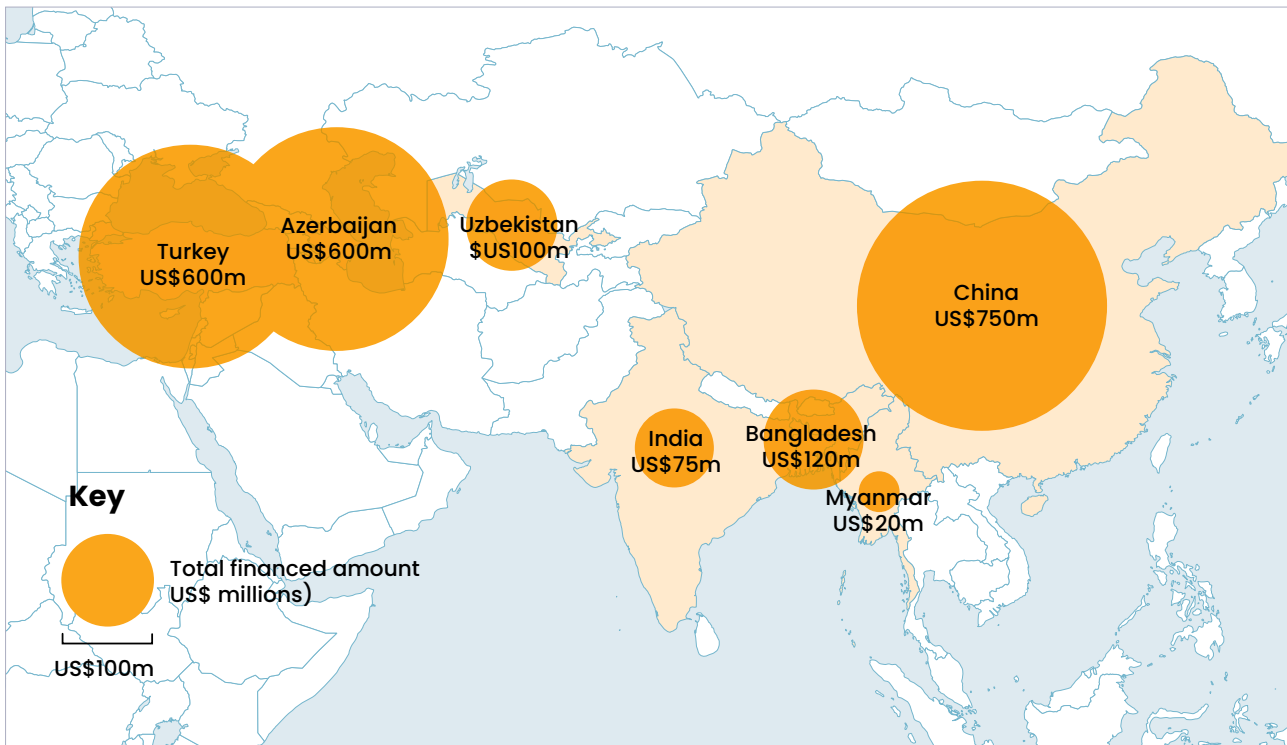 Turkey
US$600m
Azerbaijan
US$600m
Uzbekistan
$US100m
China
US$750m
India
US$75m
Bangladesh
US$120m
Myanmar
US$20m
Key
Total financed amount
US$ millions)
US$100m